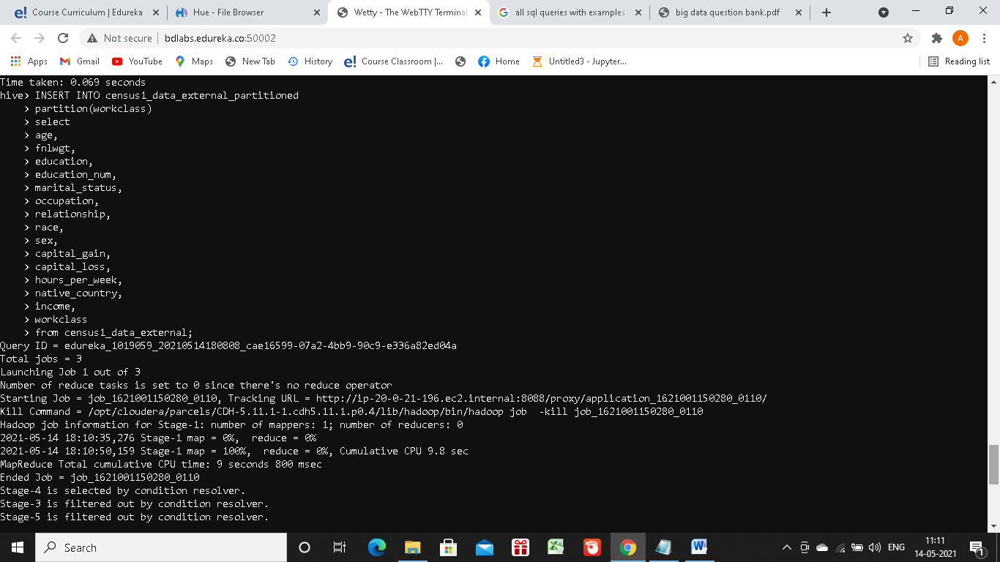 Course Curriculum | Edureka
Hue - File Browser
Wetty - The WebTTY Terminal
all sql queries with examples
big data question bank.pdf
Not secure | bdlabs.edureka.co:50002
A
Apps
Gmail
YouTube
Maps
New Tab
History
Course Classroom |...
Home
Untitled3 - Jupyter...
Reading list
Time taken: 0.069 seconds
hive> INSERT INTO census1_data_external_partitioned
> partition(workclass)
> select
> age,
> fnlwgt,
> education,
> education_num,
> marital_status,
> occupation,
> relationship,
> race,
> sex,
> capital_gain,
> capital_loss,
> hours_per_week,
> native_country,
> income,
> workclass
> from census1_data_external;
Query ID = edureka_1019059_20210514180808_cae16599-07a2-4bb9-90c9-e336a82ed04a
Total jobs = 3
Launching Job 1 out of 3
Number of reduce tasks is set to 0 since there's no reduce operator
Starting Job = job_1621001150280_0110, Tracking URL = http://ip-20-0-21-196.ec2.internal:8088/proxy/application_1621001150280_0110/
Kill Command = /opt/cloudera/parcels/CDH-5.11.1-1.cdh5.11.1.p0.4/lib/hadoop/bin/hadoop job  -kill job_1621001150280_0110
Hadoop job information for Stage-1: number of mappers: 1; number of reducers: 0
2021-05-14 18:10:35,276 Stage-1 map = 0%,  reduce = 0%
2021-05-14 18:10:50,159 Stage-1 map = 100%,  reduce = 0%, Cumulative CPU 9.8 sec
MapReduce Total cumulative CPU time: 9 seconds 800 msec
Ended Job = job_1621001150280_0110
Stage-4 is selected by condition resolver.
Stage-3 is filtered out by condition resolver.
Stage-5 is filtered out by condition resolver.
Search
ENG
11:11
14-05-2021
1